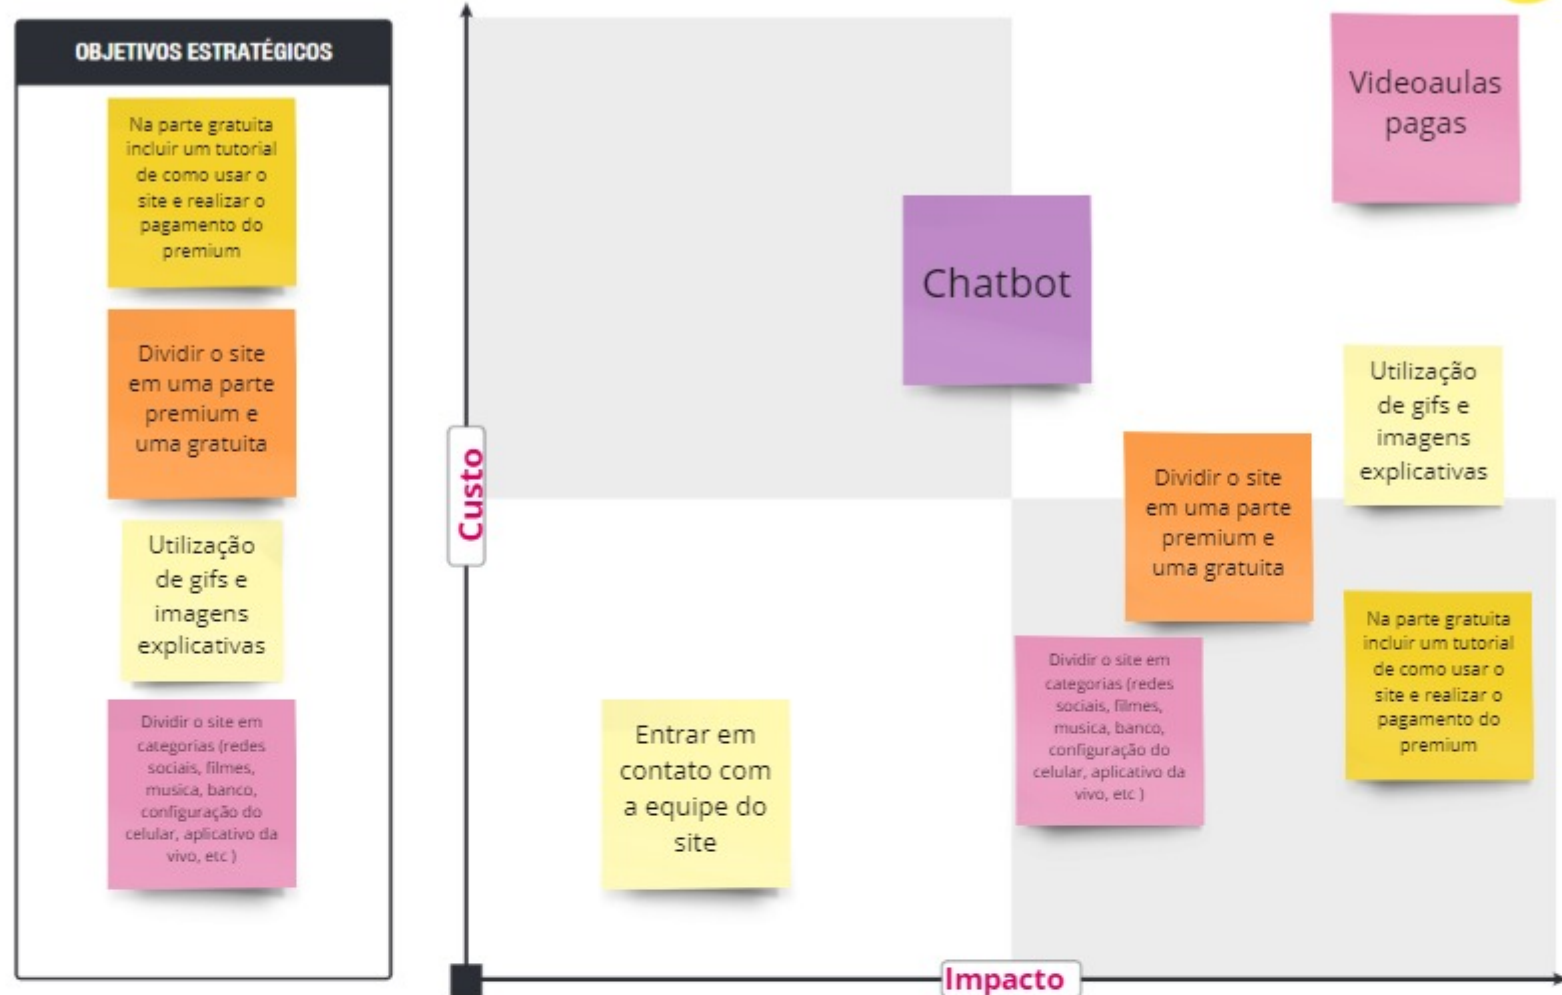 OBJETIVOS ESTRATÉGICOS
Na parte gratuita
incluir um tutorial
de como usar o
site e realizar o
pagamento do
premium
Dividir o site
em uma parte
premium e
uma gratuita
Utilização
de gifs e
imagens
explicativas
Dividir o site em
categorias (redes
sociais, filmes,
musica, banco,
configuração do
celular, aplicativo da
vivo, etc )
Custo
Videoaulas
pagas
Chatbot
Utilização
de gifs e
imagens
explicativas
Dividir o site
em uma parte
premium e
uma gratuita
Na parte gratuita
incluir um tutorial
de como usar o
site e realizar o
pagamento do
premium
Dividir o site em
categorias (redes
sociais, filmes,
musica, banco,
configuração do
celular, aplicativo da
vivo, etc )
Entrar em
contato com
a equipe do
site
Impacto